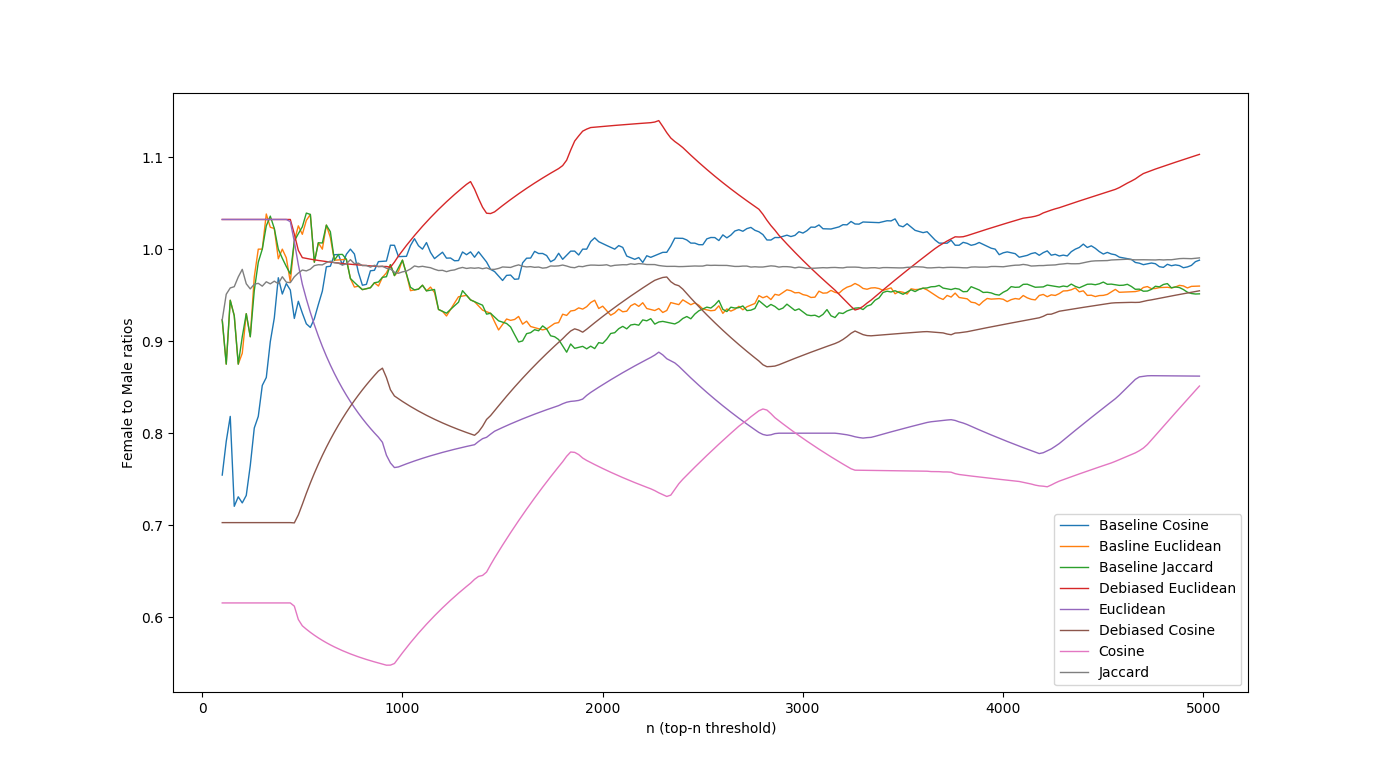 1.1
1.0
0.9
0.8
0.7
0.6
Female to Male ratios
0
1000
2000
3000
4000
5000
n (top-n threshold)
Baseline Cosine
Basline Euclidean
Baseline Jaccard
Debiased Euclidean
Euclidean
Debiased Cosine
Cosine
Jaccard